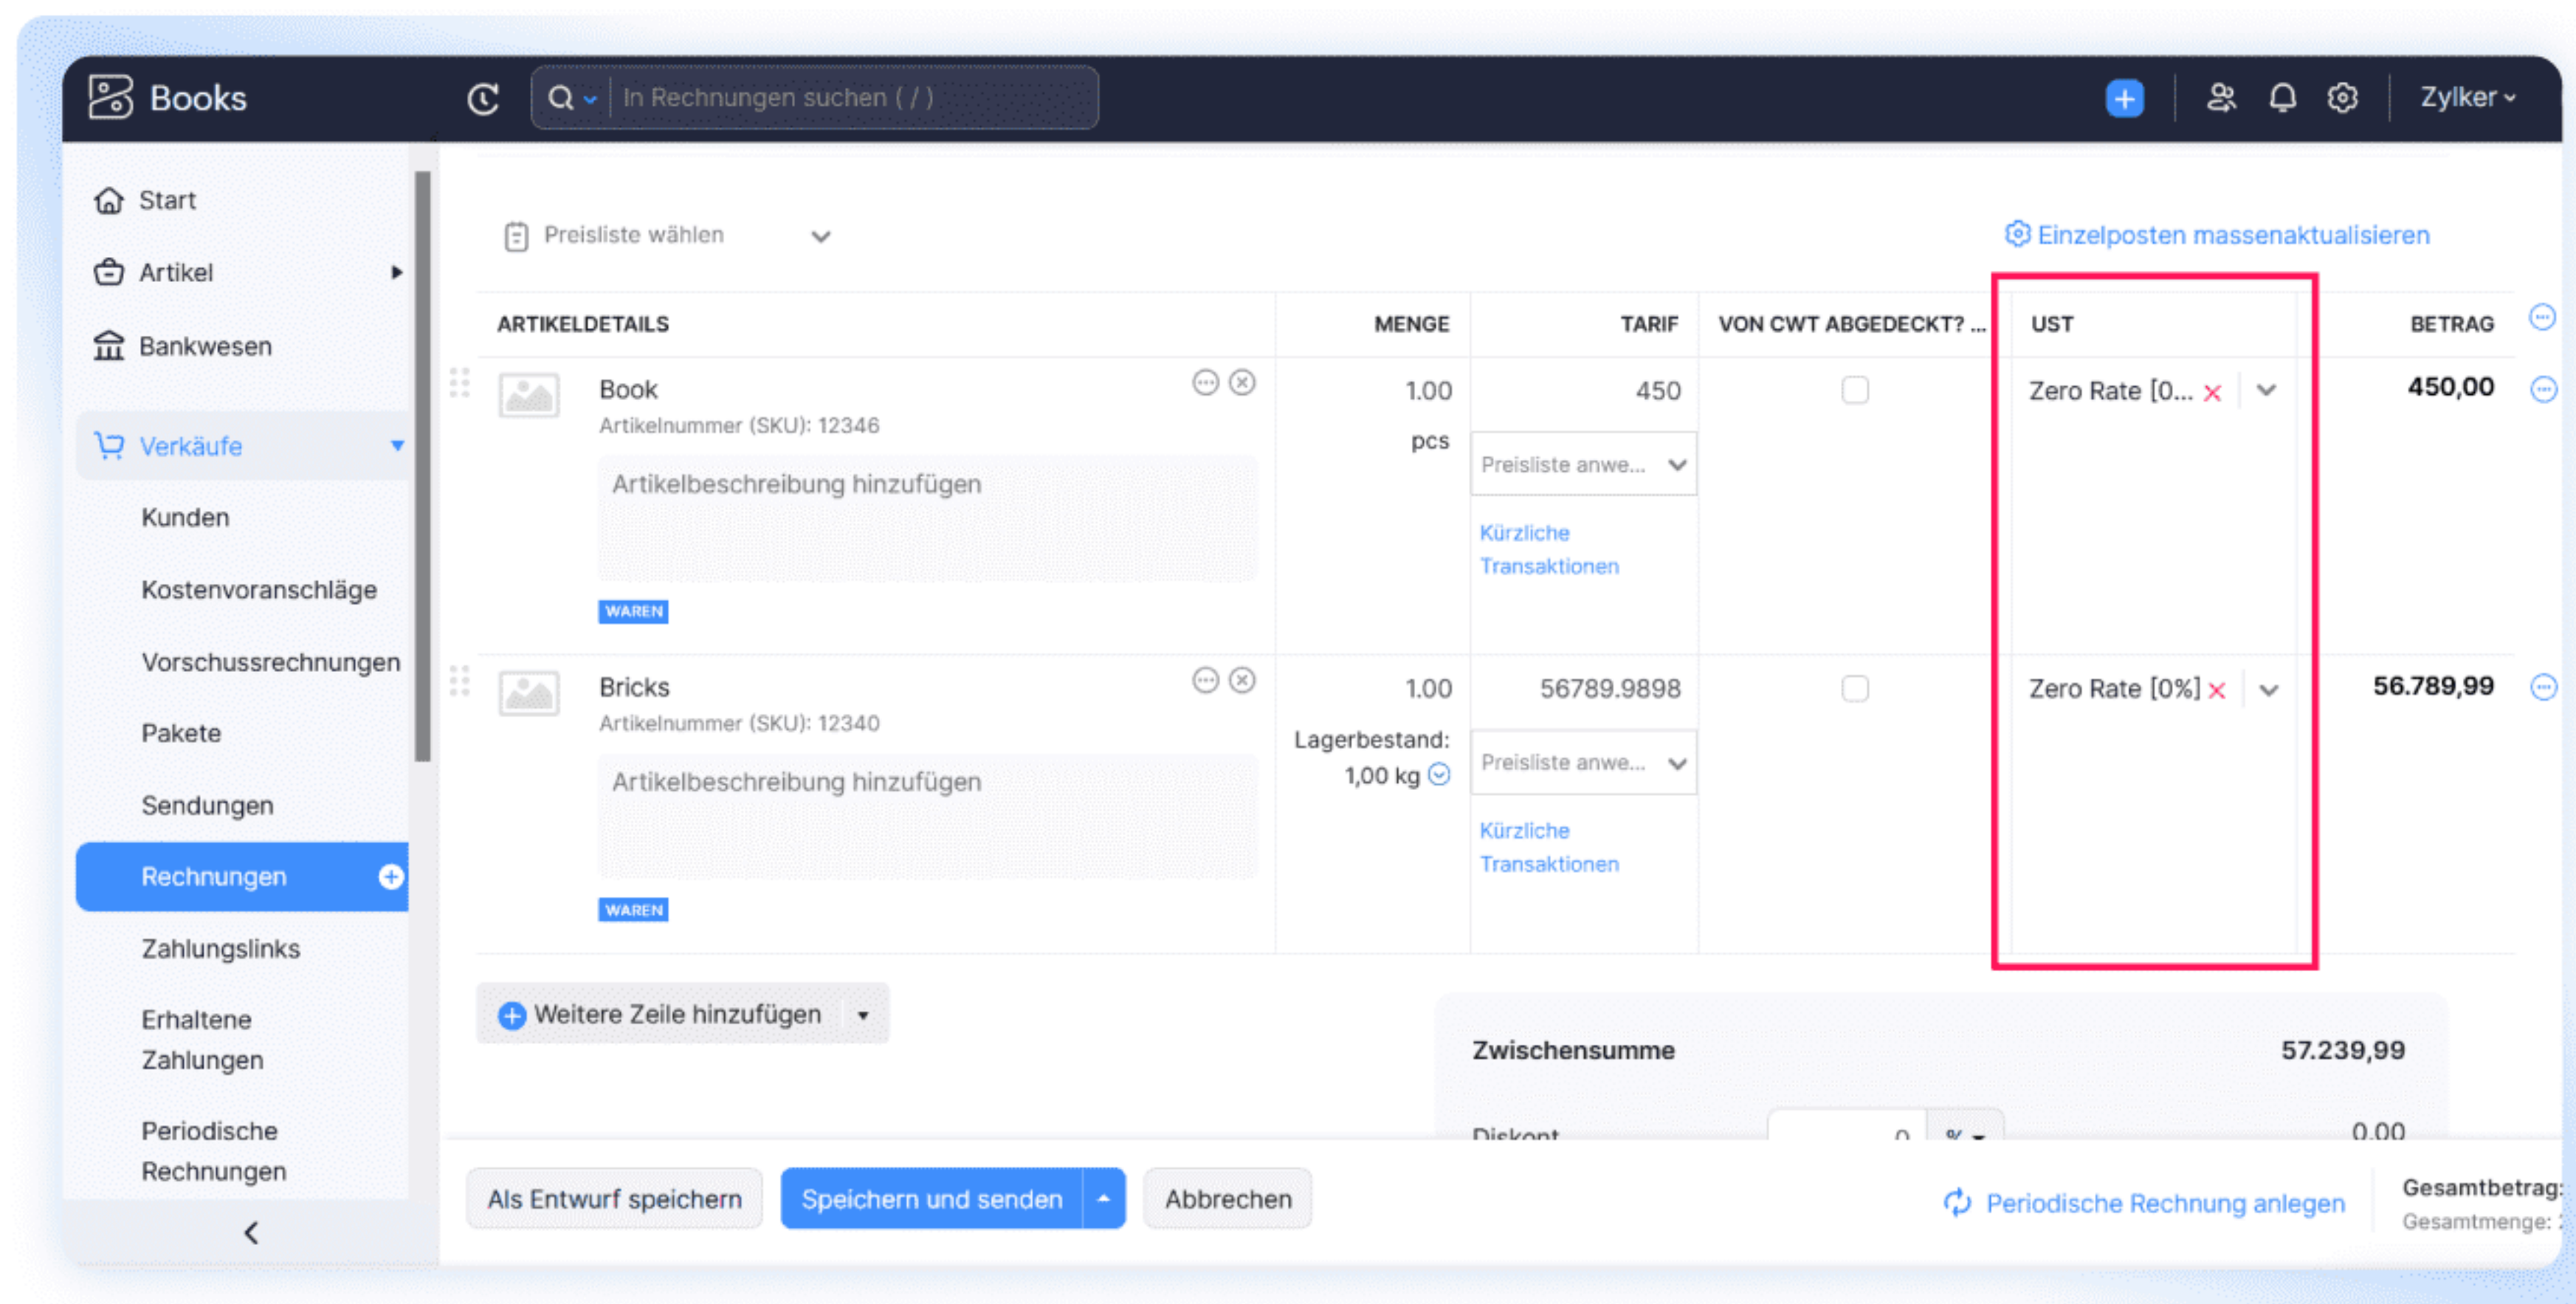 Books
In Rechnungen suchen ( / )
Zylker
Start
Artikel
Bankwesen
Verkäufe
Kunden
Kostenvoranschläge
Vorschussrechnungen
Pakete
Sendungen
Rechnungen
Zahlungslinks
Erhaltene
Zahlungen
Periodische
Rechnungen
Preisliste wählen
Einzelposten massenaktualisieren
ARTIKELDETAILS MENGE TARIF VON CWT ABGEDECKT? ... UST BETRAG
Book 1.00 450 Zero Rate [0... 450,00
Artikelnummer (SKU): 12346
pcs
Preisliste anwe...
Artikelbeschreibung hinzufügen
Kürzliche
Transaktionen
WAREN
Bricks 1.00 56789.9898 Zero Rate [0%] 56.789,99
Artikelnummer (SKU): 12340
Lagerbestand:
1,00 kg
Preisliste anwe...
Artikelbeschreibung hinzufügen
Kürzliche
Transaktionen
WAREN
Weitere Zeile hinzufügen
Zwischensumme 57.239,99
Diskont 0 % 0,00
Als Entwurf speichern Speichern und senden Abbrechen
Periodische Rechnung anlegen
Gesamtbetrag:
Gesamtmenge: